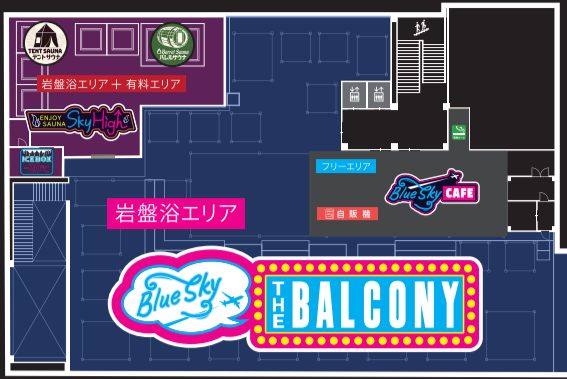 TENT SAUNA
テントサウナ
Barrel Sauna
バレルサウナ
岩盤浴エリア＋有料エリア
ENJOY
SAUNA
Sky High
ICEBOX
フリーエリア
Blue Sky
CAFE
自販機
岩盤浴エリア
Blue Sky
THE
BALCONY